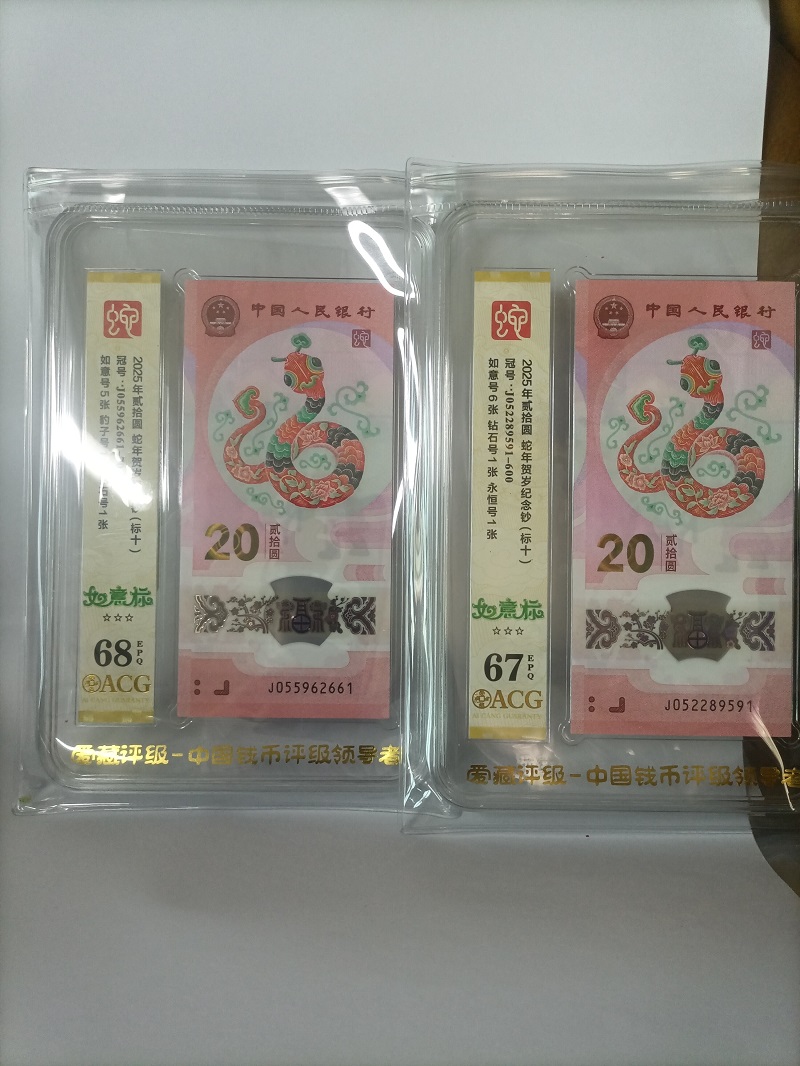 蛇
2025年贰拾圆 蛇年贺岁
(标十)
冠号:J055962661-
如意号5张 豹子号
石号1张
如意标
☆☆☆
68
EPQ
ACG
中国人民银行
蛇
20
贰拾圆
福
J055962661
爱藏评级-中国钱币评级领导者
蛇
2025年贰拾圆 蛇年贺岁纪念钞(标十)
冠号:J052289591-600
如意号6张 钻石号1张 永恒号1张
如意标
☆☆☆
67
EPQ
ACG
中国人民银行
蛇
20
贰拾圆
福
J052289591
爱藏评级-中国钱币评级领导者